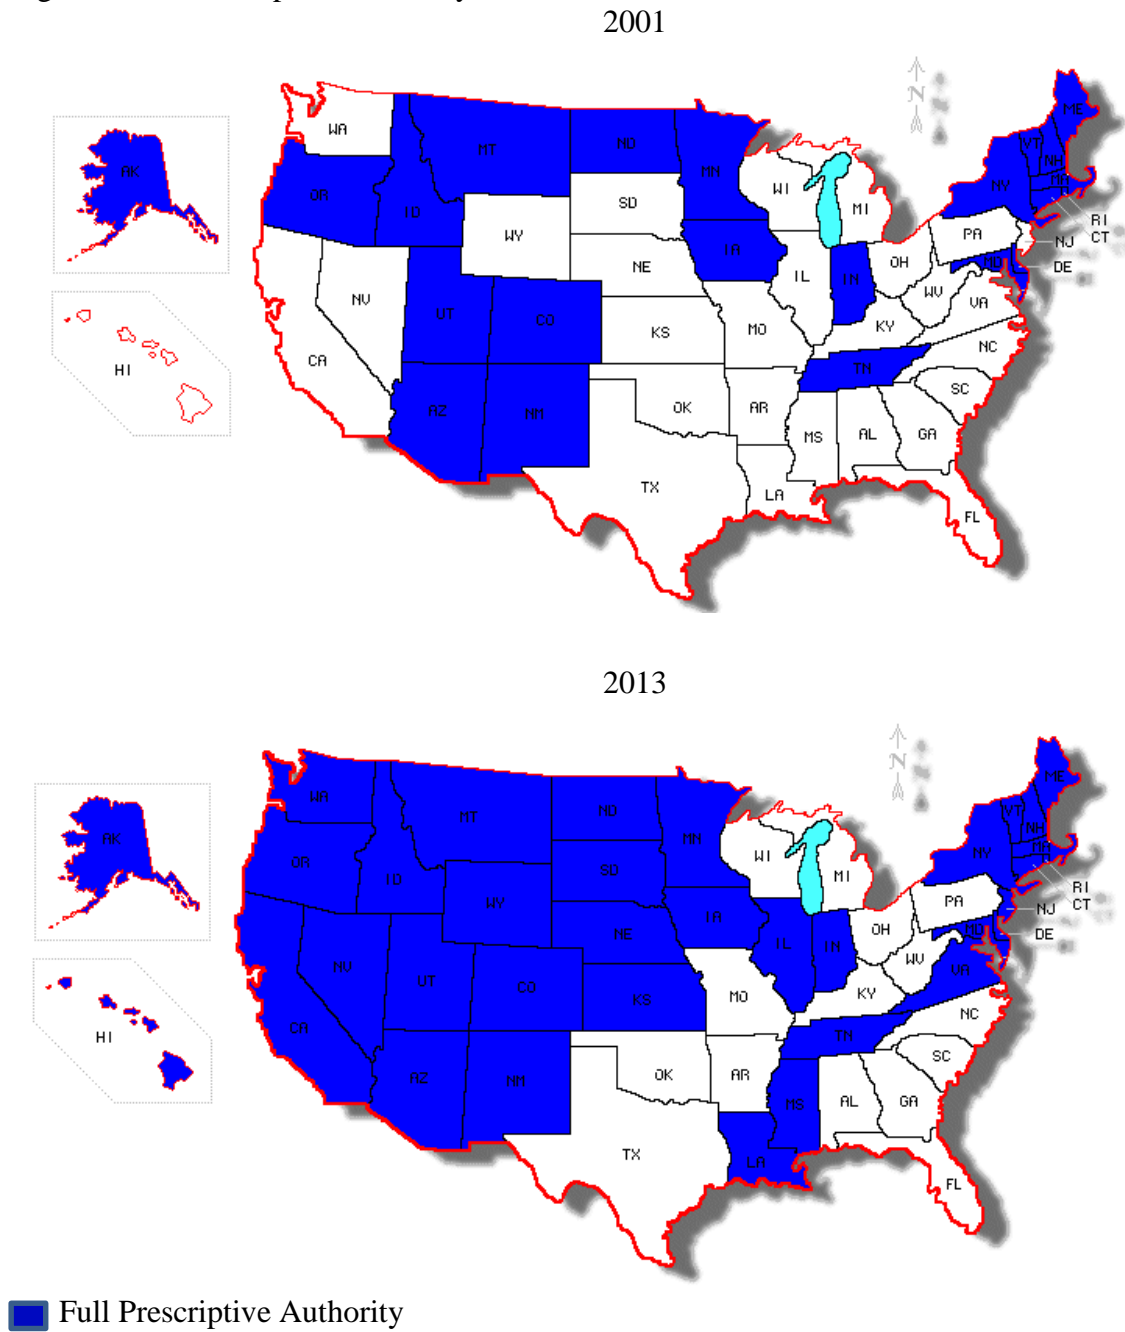 2001
N
WA
MT
ND
MN
ME
VT
NH
MA
AK
OR
ID
SD
WI
MI
NY
RI
CT
WY
PA
NJ
DE
IA
NE
OH
MD
NV
UT
CO
IL
IN
WV
VA
HI
CA
KS
MO
KY
NC
TN
AZ
NM
OK
AR
SC
MS
AL
GA
TX
LA
FL
2013
N
WA
MT
ND
MN
ME
VT
NH
MA
AK
OR
ID
SD
WI
MI
NY
RI
CT
WY
PA
NJ
DE
IA
NE
OH
MD
NV
UT
CO
IL
IN
WV
VA
HI
CA
KS
MO
KY
NC
TN
AZ
NM
OK
AR
SC
MS
AL
GA
TX
LA
FL
Full Prescriptive Authority